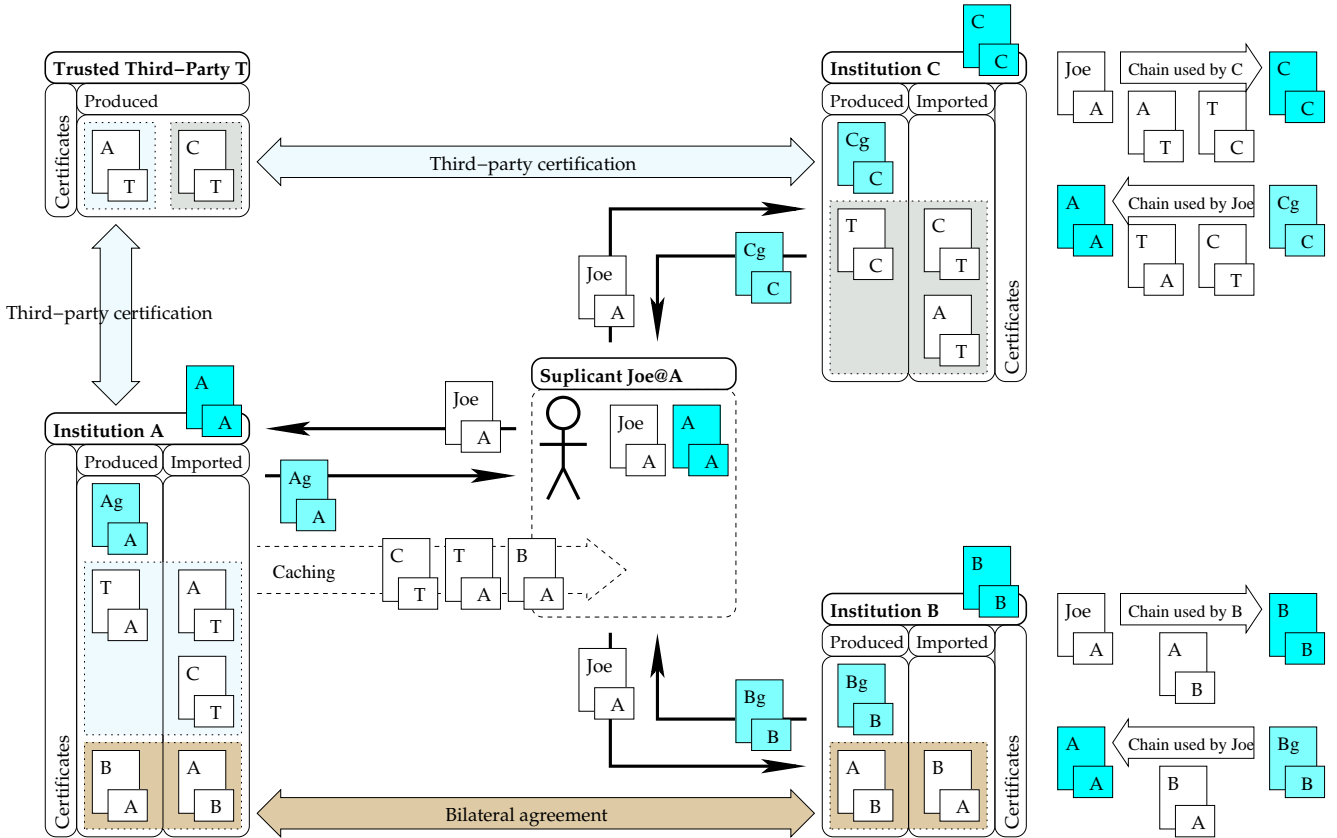 Trusted Third−Party T
Certificates
Produced
A
T
C
T
Third−party certification
C
C
Institution C
Produced
Imported
Certificates
Cg
C
T
C
C
T
A
T
Joe
A
Chain used by C
C
C
A
T
T
C
A
A
Chain used by Joe
Cg
C
T
A
C
T
Third−party certification
Joe
A
Cg
C
A
A
Institution A
Certificates
Produced
Imported
Ag
A
T
A
A
T
C
T
B
A
A
B
Joe
A
Ag
A
Suplicant Joe@A
Joe
A
A
A
Caching
C
T
T
A
B
A
Joe
A
Bg
B
B
B
Institution B
Produced
Imported
Certificates
Bg
B
A
B
B
A
Bilateral agreement
Joe
A
Chain used by B
B
B
A
B
A
A
Chain used by Joe
Bg
B
B
A